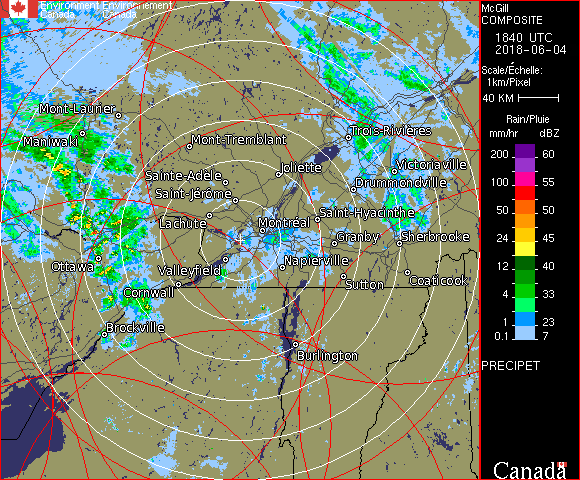 Environment Environnement
Canada Canada
McGill
COMPOSITE
1840 UTC
2018-06-04
Scale/Échelle:
1km/Pixel
40 KM
Rain/Pluie
mm/hr dBZ
200 60
100 55
50 50
24 45
12 40
4 33
1 23
0.1 7
PRECIPET
Canada
Mont-Laurier
Maniwaki
Mont-Tremblant
Trois-Rivières
Joliette
Victoriaville
Sainte-Adèle
Drummondville
Saint-Jérôme
Lachute
Saint-Hyacinthe
Montréal
Granby
Sherbrooke
Ottawa
Valleyfield
Napierville
Cornwall
Sutton
Coaticook
Brockville
Burlington